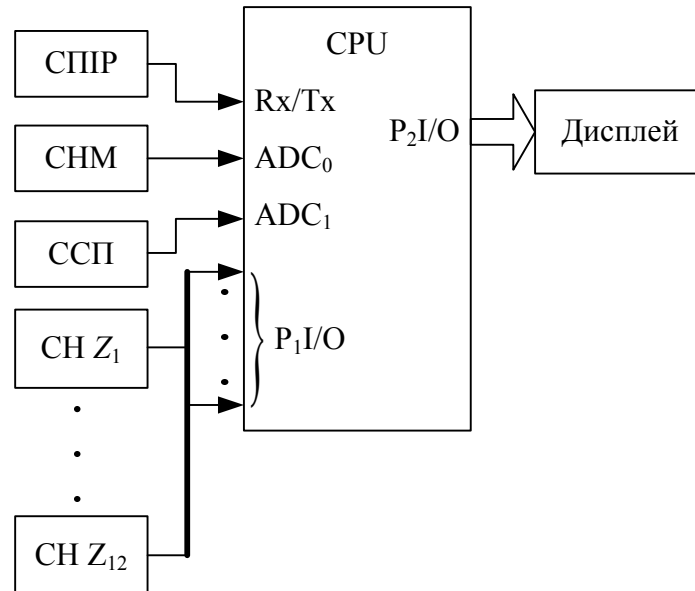 СПІР
СНМ
ССП
СН Z₁
СН Z₁₂
CPU
Rx/Tx
ADC₀
ADC₁
P₁I/O
P₂I/O
Дисплей